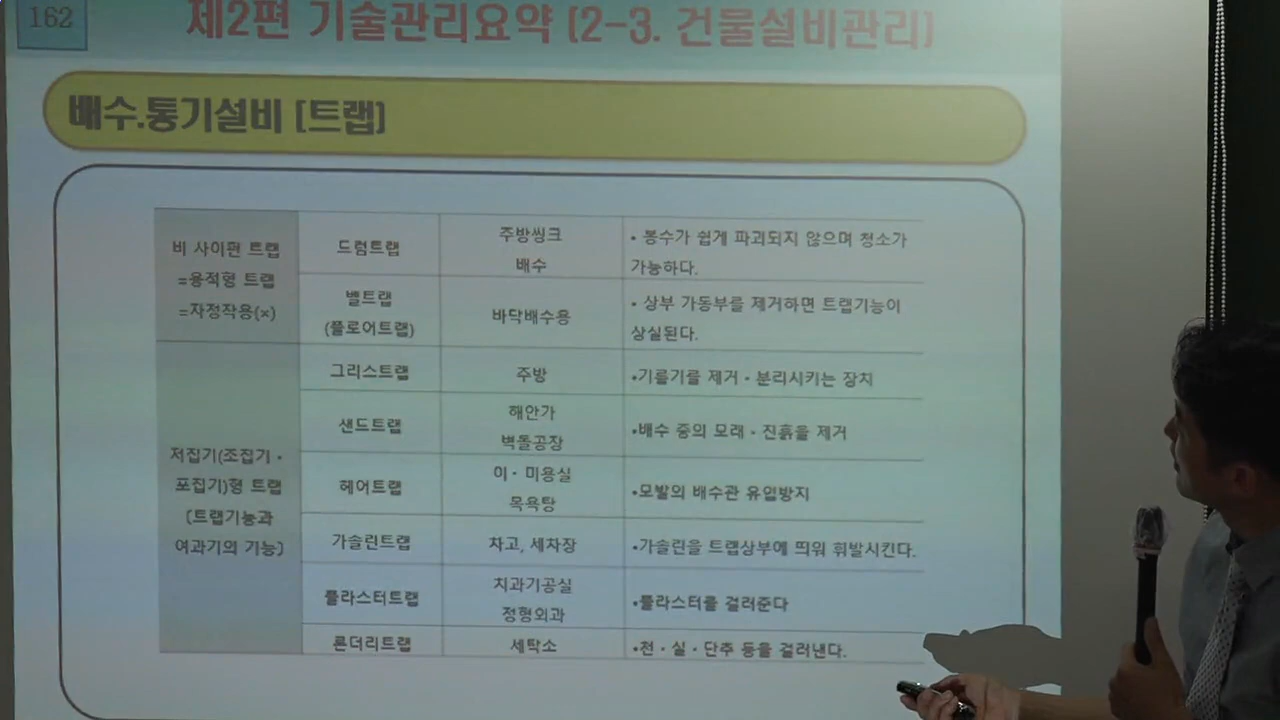 162
제2편 기술관리요약 (2-3. 건물설비관리)
배수.통기설비 [트랩]
비 사이펀 트랩
=용적형 트랩
=자정작용(×)
드럼트랩
주방씽크
배수
• 봉수가 쉽게 파괴되지 않으며 청소가
가능하다.
벨트랩
(플로어트랩)
바닥배수용
• 상부 가동부를 제거하면 트랩기능이
상실된다.
저집기(조집기·
포집기)형 트랩
(트랩기능과
여과기의 기능)
그리스트랩
주방
•기름기를 제거·분리시키는 장치
샌드트랩
해안가
벽돌공장
•배수 중의 모래·진흙을 제거
헤어트랩
이·미용실
목욕탕
•모발의 배수관 유입방지
가솔린트랩
차고, 세차장
•가솔린을 트랩상부에 띄워 휘발시킨다.
플라스터트랩
치과기공실
정형외과
•플라스터를 걸러준다
론더리트랩
세탁소
•천·실·단추 등을 걸러낸다.